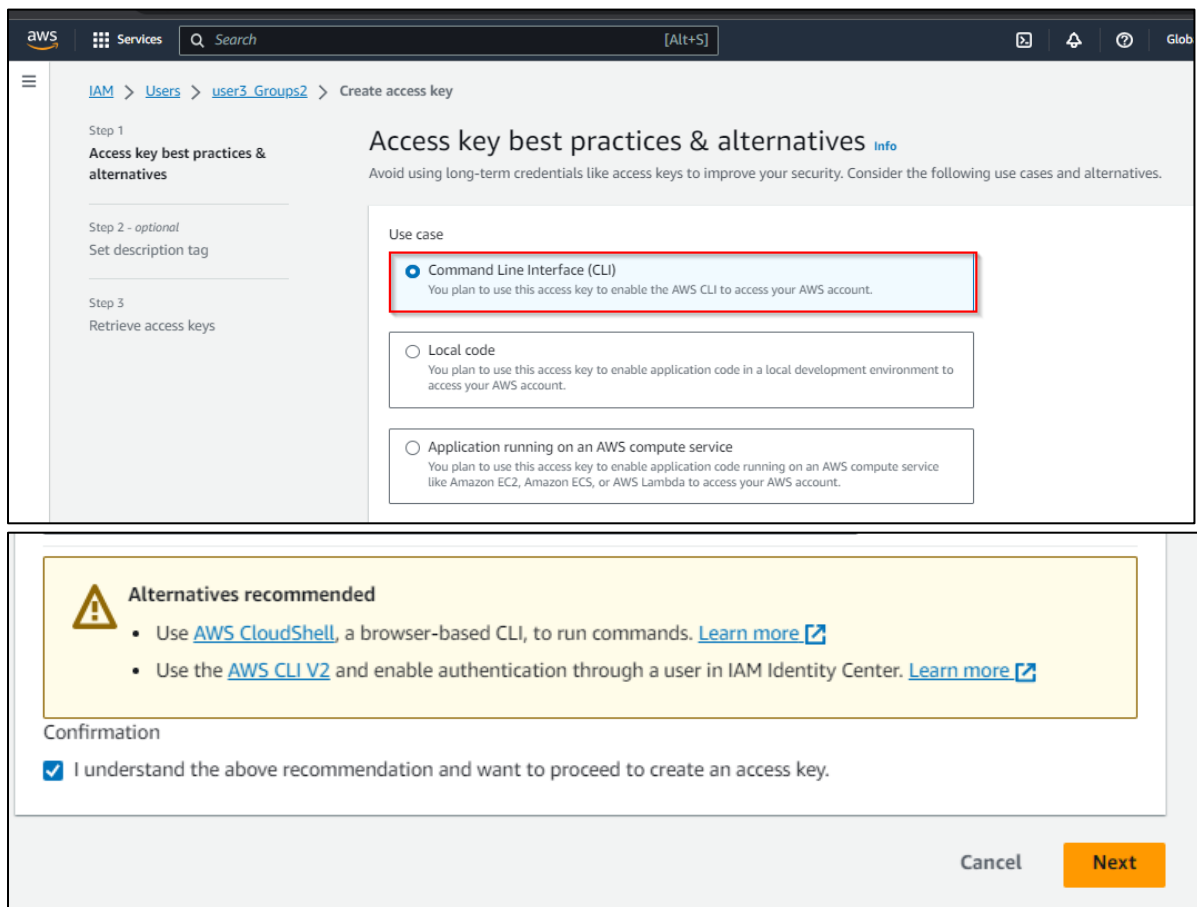 aws
Services
Search [Alt+S]
Glob
IAM > Users > user3_Groups2 > Create access key
Step 1
Access key best practices &
alternatives
Step 2 - optional
Set description tag
Step 3
Retrieve access keys
Access key best practices & alternatives Info
Avoid using long-term credentials like access keys to improve your security. Consider the following use cases and alternatives.
Use case
Command Line Interface (CLI)
You plan to use this access key to enable the AWS CLI to access your AWS account.
Local code
You plan to use this access key to enable application code in a local development environment to
access your AWS account.
Application running on an AWS compute service
You plan to use this access key to enable application code running on an AWS compute service
like Amazon EC2, Amazon ECS, or AWS Lambda to access your AWS account.
Alternatives recommended
• Use AWS CloudShell, a browser-based CLI, to run commands. Learn more
• Use the AWS CLI V2 and enable authentication through a user in IAM Identity Center. Learn more
Confirmation
I understand the above recommendation and want to proceed to create an access key.
Cancel Next